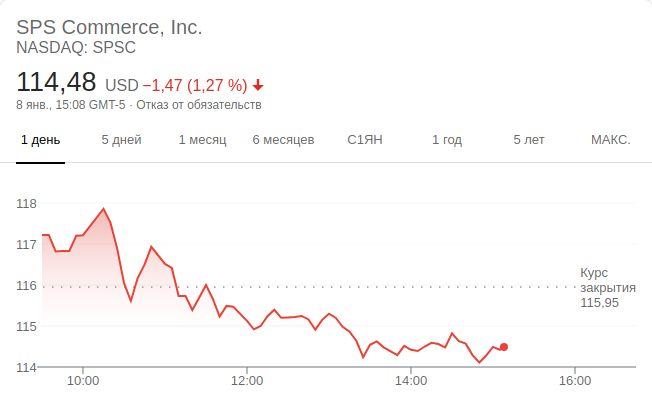 SPS Commerce, Inc.
NASDAQ: SPSC
114,48 USD −1,47 (1,27 %)
8 янв., 15:08 GMT-5 · Отказ от обязательств
1 день 5 дней 1 месяц 6 месяцев С1ЯН 1 год 5 лет МАКС.
118
117
116
Курс
закрытия
115,95
115
114
10:00 12:00 14:00 16:00